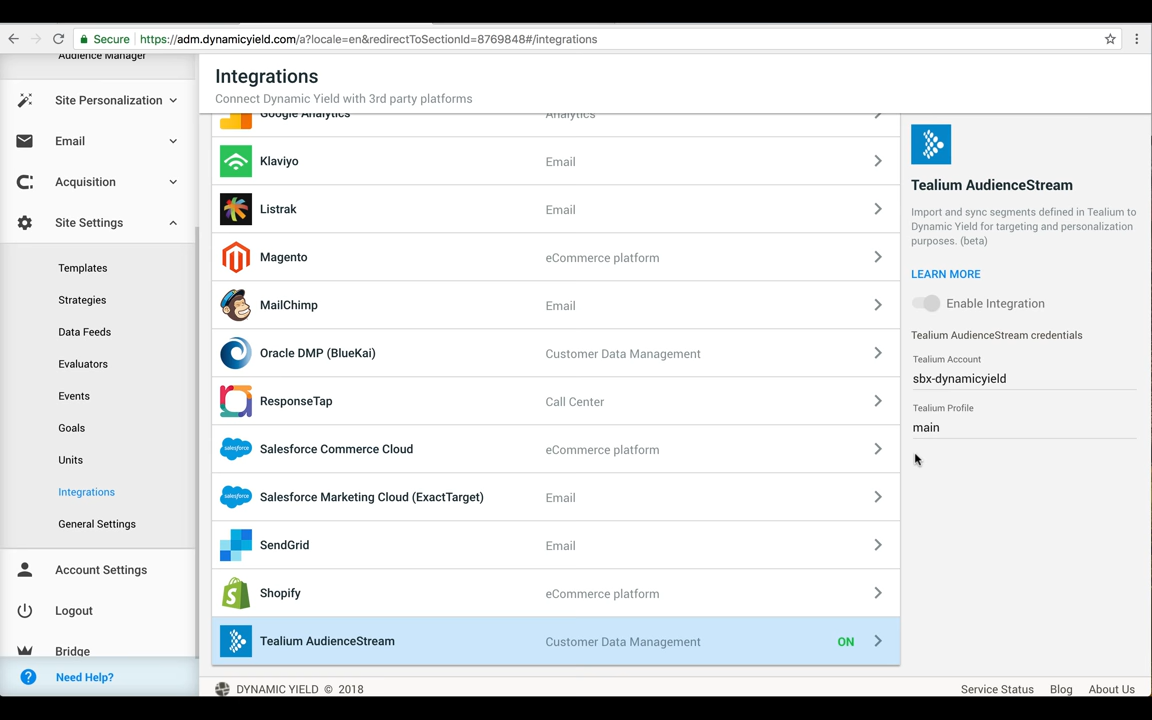 Secure
https://adm.dynamicyield.com/a?locale=en&redirectToSectionId=8769848#/integrations
Audience Manager
Site Personalization
Email
Acquisition
Site Settings
Templates
Strategies
Data Feeds
Evaluators
Events
Goals
Units
Integrations
General Settings
Account Settings
Logout
Bridge
? Need Help?
Integrations
Connect Dynamic Yield with 3rd party platforms
Google Analytics Analytics
Klaviyo Email
Listrak Email
Magento eCommerce platform
MailChimp Email
Oracle DMP (BlueKai) Customer Data Management
ResponseTap Call Center
salesforce Salesforce Commerce Cloud eCommerce platform
salesforce Salesforce Marketing Cloud (ExactTarget) Email
SendGrid Email
Shopify eCommerce platform
Tealium AudienceStream Customer Data Management ON
Tealium AudienceStream
Import and sync segments defined in Tealium to
Dynamic Yield for targeting and personalization
purposes. (beta)
LEARN MORE
Enable Integration
Tealium AudienceStream credentials
Tealium Account
sbx-dynamicyield
Tealium Profile
main
DYNAMIC YIELD © 2018
Service Status Blog About Us